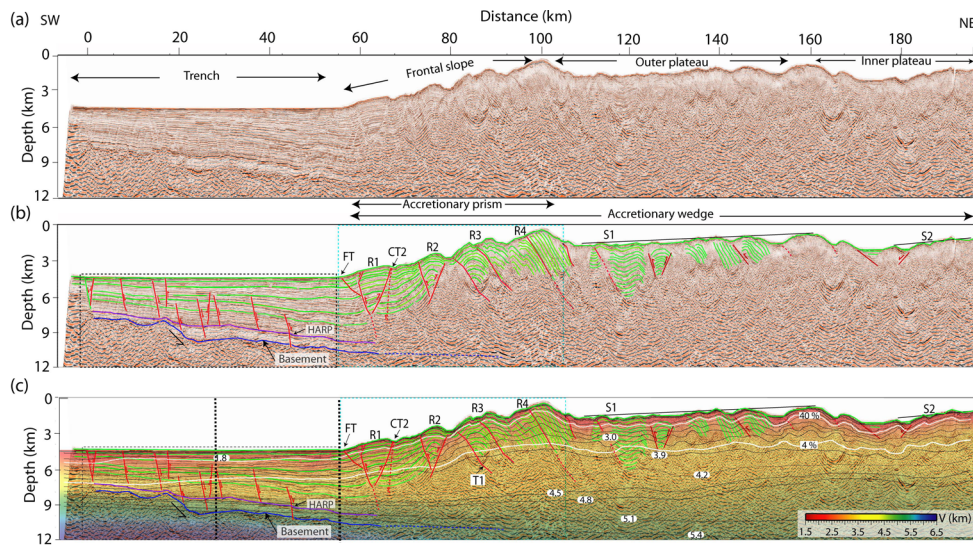 (a)
SW
Distance (km)
NE
0 20 40 60 80 100 120 140 160 180
Trench
Frontal slope
Outer plateau
Inner plateau
Depth (km)
0
3
6
9
12
(b)
Accretionary prism
Accretionary wedge
Depth (km)
0
3
6
9
12
FT R1 CT2 R2 R3 R4 S1 S2
HARP
Basement
(c)
Depth (km)
0
3
6
9
12
FT R1 CT2 R2 R3 R4 S1 S2
40 %
3.0
4 %
3.9
1.8
T1
4.2
4.5
4.8
5.1
5.4
HARP
Basement
V (km)
1.5 2.5 3.5 4.5 5.5 6.5